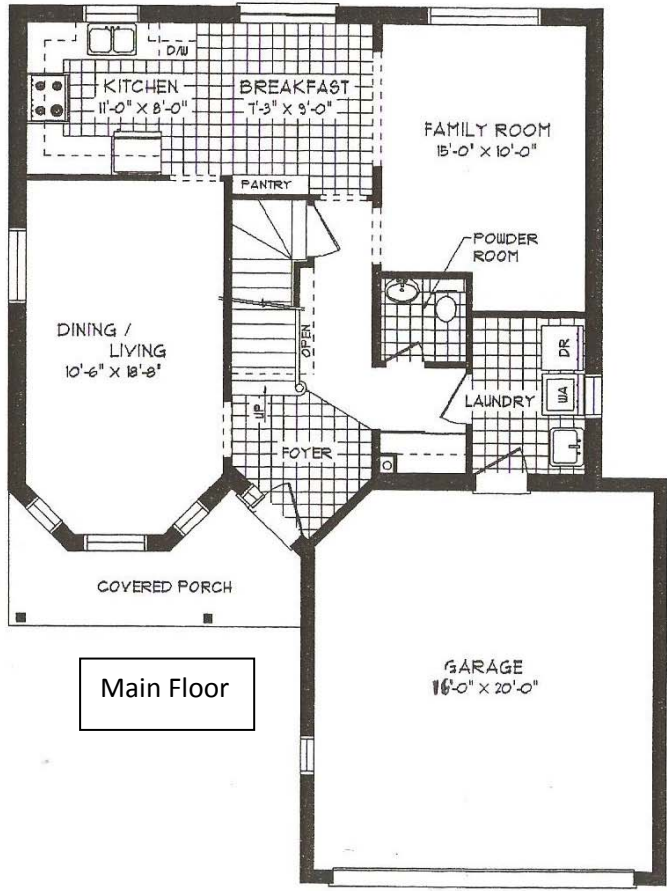 D/W
KITCHEN
11'-0" X 8'-0"
BREAKFAST
7'-3" X 9'-0"
FAMILY ROOM
15'-0" X 10'-0"
PANTRY
POWDER
ROOM
DINING /
LIVING
10'-6" X 18'-8"
OPEN
UP
FOYER
LAUNDRY
DR
WA
COVERED PORCH
Main Floor
GARAGE
16'-0" X 20'-0"